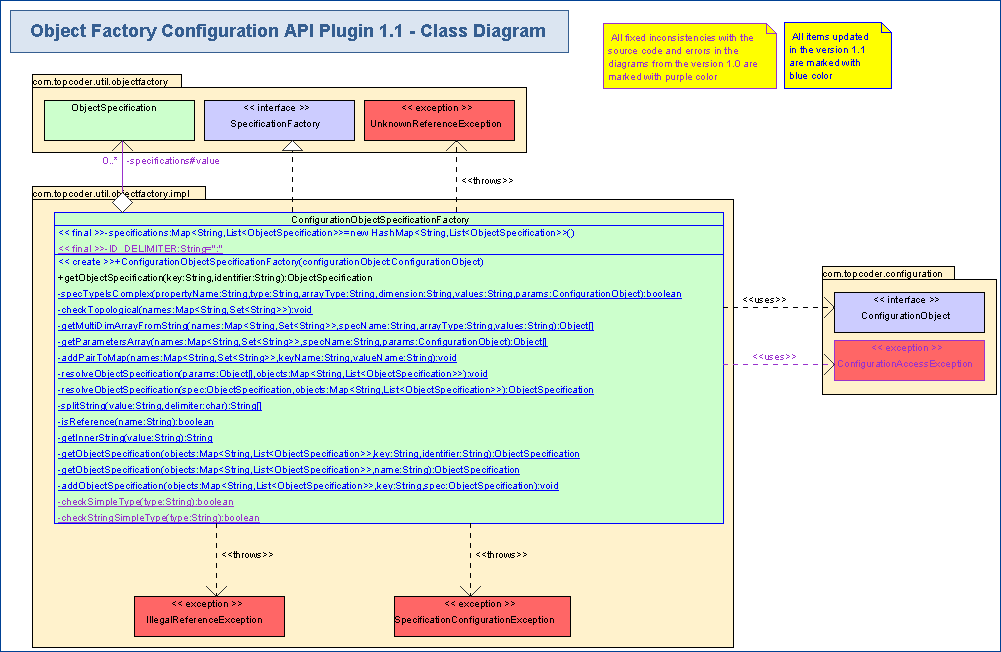 Object Factory Configuration API Plugin 1.1 - Class Diagram
All fixed inconsistencies with the
source code and errors in the
diagrams from the version 1.0 are
marked with purple color
All items updated
in the version 1.1
are marked with
blue color
com.topcoder.util.objectfactory
ObjectSpecification
<< interface >>
SpecificationFactory
<< exception >>
UnknownReferenceException
0..*
-specifications#value
<<throws>>
com.topcoder.util.objectfactory.impl
ConfigurationObjectSpecificationFactory
<< final >>-specifications:Map<String,List<ObjectSpecification>>=new HashMap<String,List<ObjectSpecification>>()
<< final >>-ID_DELIMITER:String=":"
<< create >>+ConfigurationObjectSpecificationFactory(configurationObject:ConfigurationObject)
+getObjectSpecification(key:String,identifier:String):ObjectSpecification
-specTypeIsComplex(propertyName:String,type:String,arrayType:String,dimension:String,values:String,params:ConfigurationObject):boolean
-checkTopological(names:Map<String,Set<String>>):void
-getMultiDimArrayFromString(names:Map<String,Set<String>>,specName:String,arrayType:String,values:String):Object[]
-getParametersArray(names:Map<String,Set<String>>,specName:String,params:ConfigurationObject):Object[]
-addPairToMap(names:Map<String,Set<String>>,keyName:String,valueName:String):void
-resolveObjectSpecification(params:Object[],objects:Map<String,List<ObjectSpecification>>):void
-resolveObjectSpecification(spec:ObjectSpecification,objects:Map<String,List<ObjectSpecification>>):ObjectSpecification
-splitString(value:String,delimiter:char):String[]
-isReference(name:String):boolean
-getInnerString(value:String):String
-getObjectSpecification(objects:Map<String,List<ObjectSpecification>>,key:String,identifier:String):ObjectSpecification
-getObjectSpecification(objects:Map<String,List<ObjectSpecification>>,name:String):ObjectSpecification
-addObjectSpecification(objects:Map<String,List<ObjectSpecification>>,key:String,spec:ObjectSpecification):void
-checkSimpleType(type:String):boolean
-checkStringSimpleType(type:String):boolean
<<uses>>
<<uses>>
com.topcoder.configuration
<< interface >>
ConfigurationObject
<< exception >>
ConfigurationAccessException
<<throws>>
<<throws>>
<< exception >>
IllegalReferenceException
<< exception >>
SpecificationConfigurationException